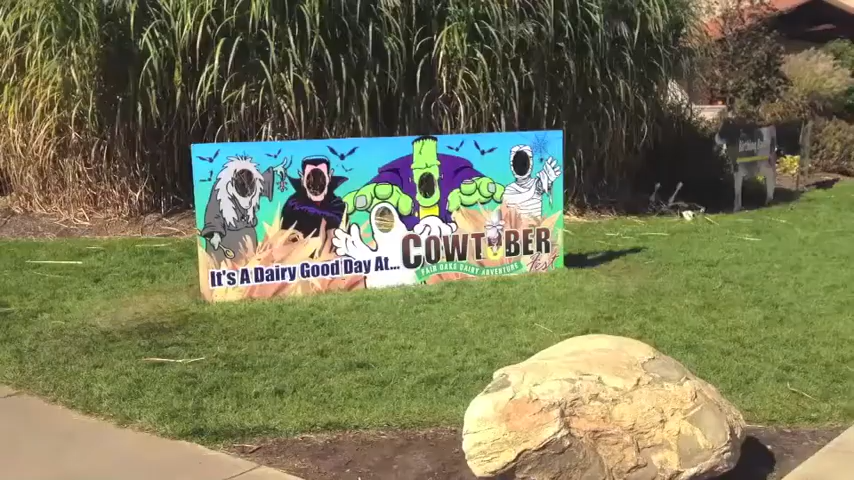 It's A Dairy Good Day At...
COWTOBER
FAIR OAKS DAIRY ADVENTURE
Fest